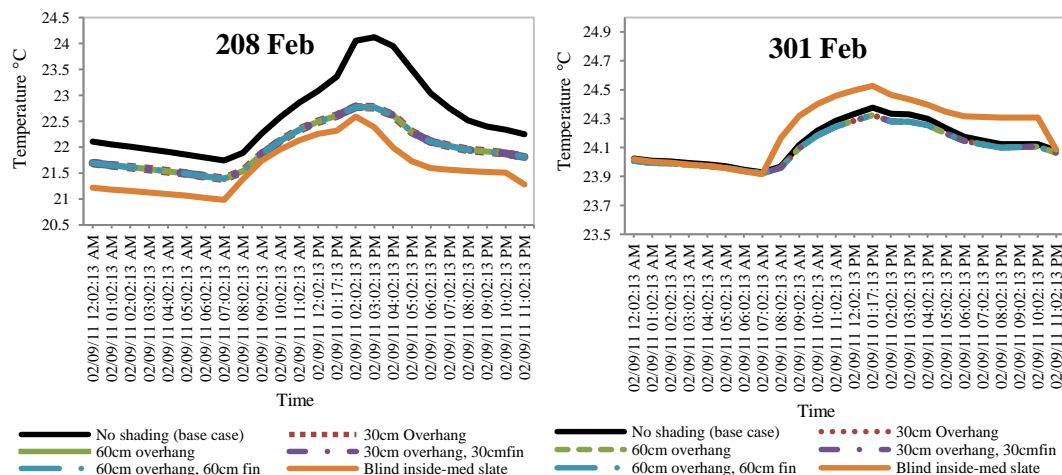 208 Feb
Temperature °C
24.5
24
23.5
23
22.5
22
21.5
21
20.5
02/09/11 12:02:13 AM
02/09/11 01:02:13 AM
02/09/11 02:02:13 AM
02/09/11 03:02:13 AM
02/09/11 04:02:13 AM
02/09/11 05:02:13 AM
02/09/11 06:02:13 AM
02/09/11 07:02:13 AM
02/09/11 08:02:13 AM
02/09/11 09:02:13 AM
02/09/11 10:02:13 AM
02/09/11 11:02:13 AM
02/09/11 12:02:13 PM
02/09/11 01:17:13 PM
02/09/11 02:02:13 PM
02/09/11 03:02:13 PM
02/09/11 04:02:13 PM
02/09/11 05:02:13 PM
02/09/11 06:02:13 PM
02/09/11 07:02:13 PM
02/09/11 08:02:13 PM
02/09/11 09:02:13 PM
02/09/11 10:02:13 PM
02/09/11 11:02:13 PM
Time
No shading (base case)
30cm Overhang
60cm overhang
30cm overhang, 30cmfin
60cm overhang, 60cm fin
Blind inside-med slate
301 Feb
Temperature °C
24.9
24.7
24.5
24.3
24.1
23.9
23.7
23.5
02/09/11 12:02:13 AM
02/09/11 01:02:13 AM
02/09/11 02:02:13 AM
02/09/11 03:02:13 AM
02/09/11 04:02:13 AM
02/09/11 05:02:13 AM
02/09/11 06:02:13 AM
02/09/11 07:02:13 AM
02/09/11 08:02:13 AM
02/09/11 09:02:13 AM
02/09/11 10:02:13 AM
02/09/11 11:02:13 AM
02/09/11 12:02:13 PM
02/09/11 01:17:13 PM
02/09/11 02:02:13 PM
02/09/11 03:02:13 PM
02/09/11 04:02:13 PM
02/09/11 05:02:13 PM
02/09/11 06:02:13 PM
02/09/11 07:02:13 PM
02/09/11 08:02:13 PM
02/09/11 09:02:13 PM
02/09/11 10:02:13 PM
02/09/11 11:02:13 PM
Time
No shading (base case)
30cm Overhang
60cm overhang
30cm overhang, 30cmfin
60cm overhang, 60cm fin
Blind inside-med slate